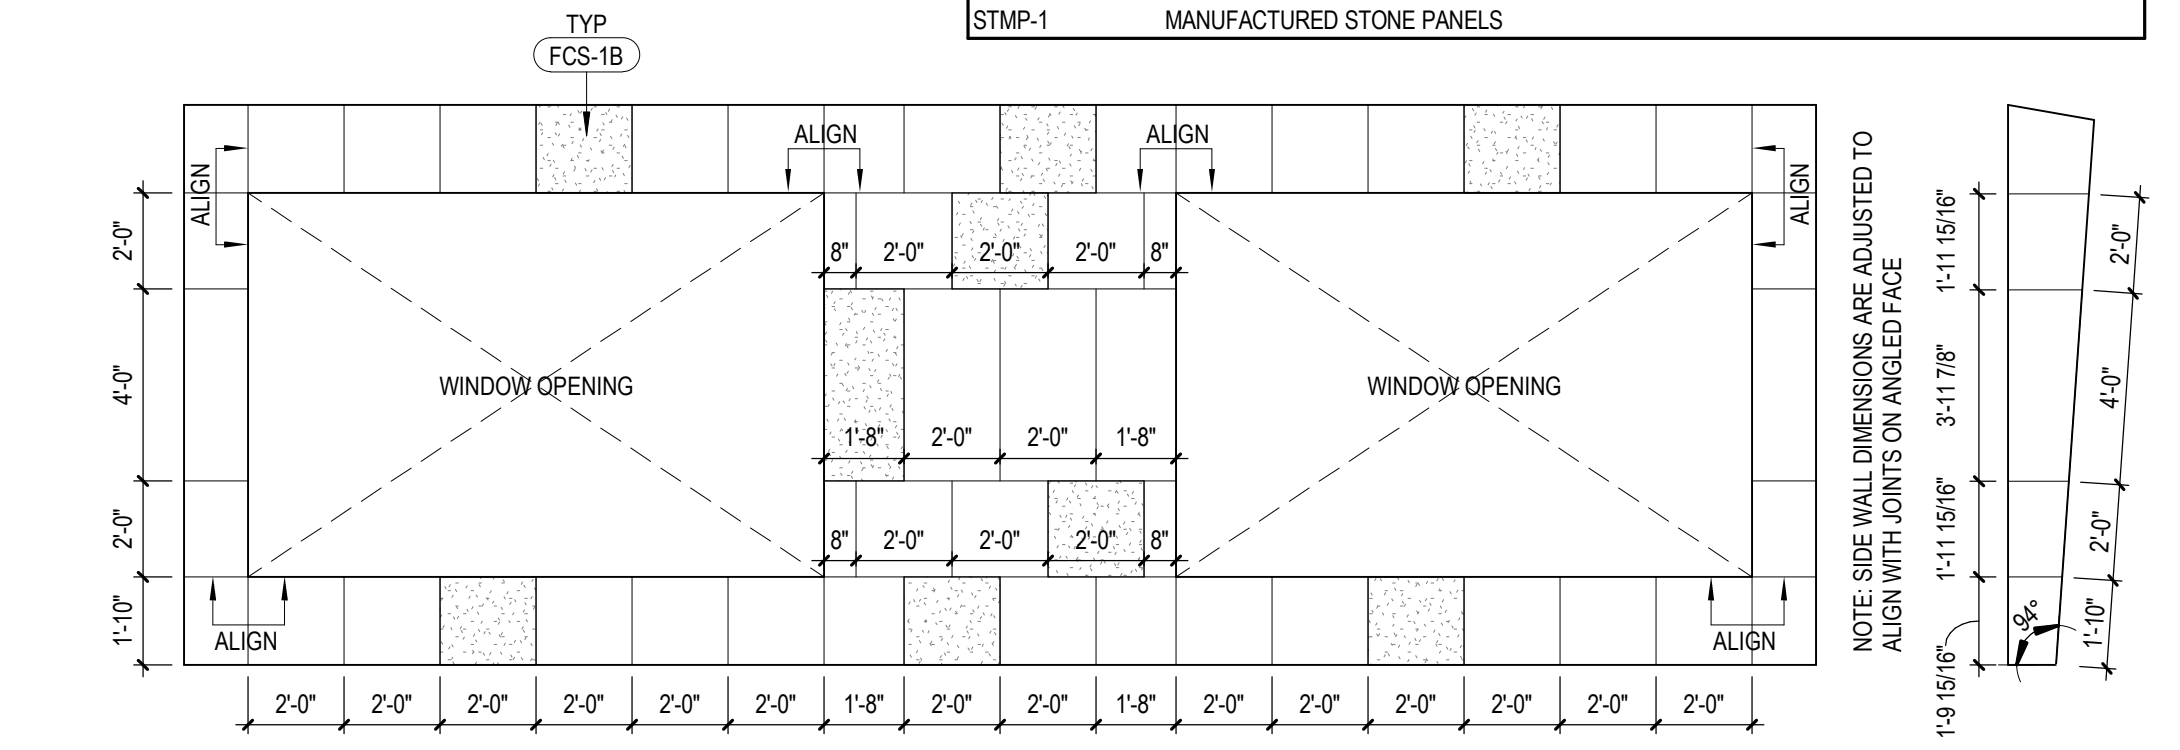 STMP-1 MANUFACTURED STONE PANELS
TYP
FCS-1B
ALIGN
ALIGN
ALIGN
ALIGN
2'-0"
4'-0"
2'-0"
1'-10"
8" 2'-0" 2'-0" 2'-0" 8"
WINDOW OPENING
WINDOW OPENING
1'-8" 2'-0" 2'-0" 1'-8"
8" 2'-0" 2'-0" 2'-0" 8"
ALIGN
ALIGN
2'-0" 2'-0" 2'-0" 2'-0" 2'-0" 2'-0" 1'-8" 2'-0" 2'-0" 1'-8" 2'-0" 2'-0" 2'-0" 2'-0" 2'-0" 2'-0"
NOTE: SIDE WALL DIMENSIONS ARE ADJUSTED TO
ALIGN WITH JOINTS ON ANGLED FACE
1'-11 15/16"
3'-11 7/8"
1'-11 15/16"
1'-9 15/16"
2'-0"
4'-0"
2'-0"
1'-10"
94°